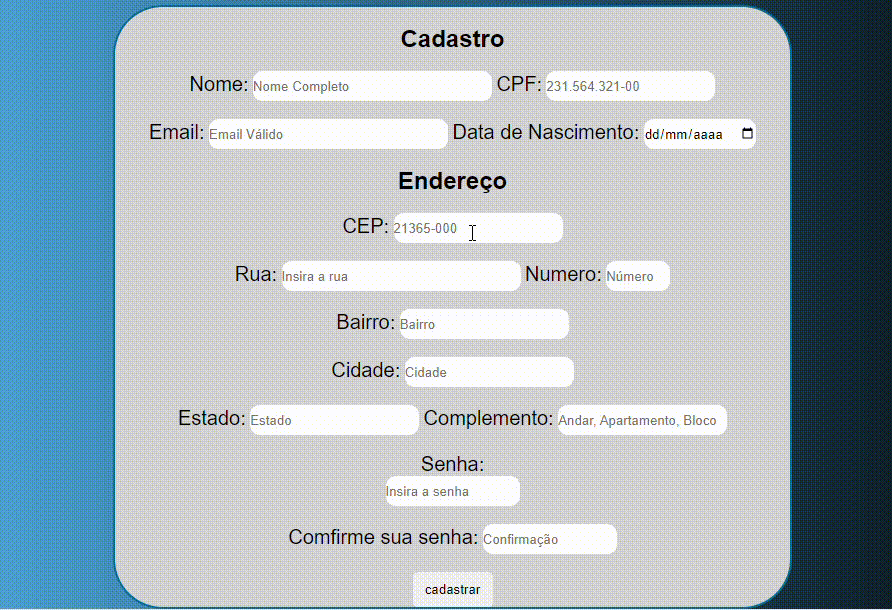 Cadastro
Nome: Nome Completo CPF: 231.564.321-00
Email: Email Válido Data de Nascimento: dd/mm/aaaa
Endereço
CEP: 21365-000
Rua: Insira a rua Numero: Número
Bairro: Bairro
Cidade: Cidade
Estado: Estado Complemento: Andar, Apartamento, Bloco
Senha:
Insira a senha
Comfirme sua senha: Confirmação
cadastrar